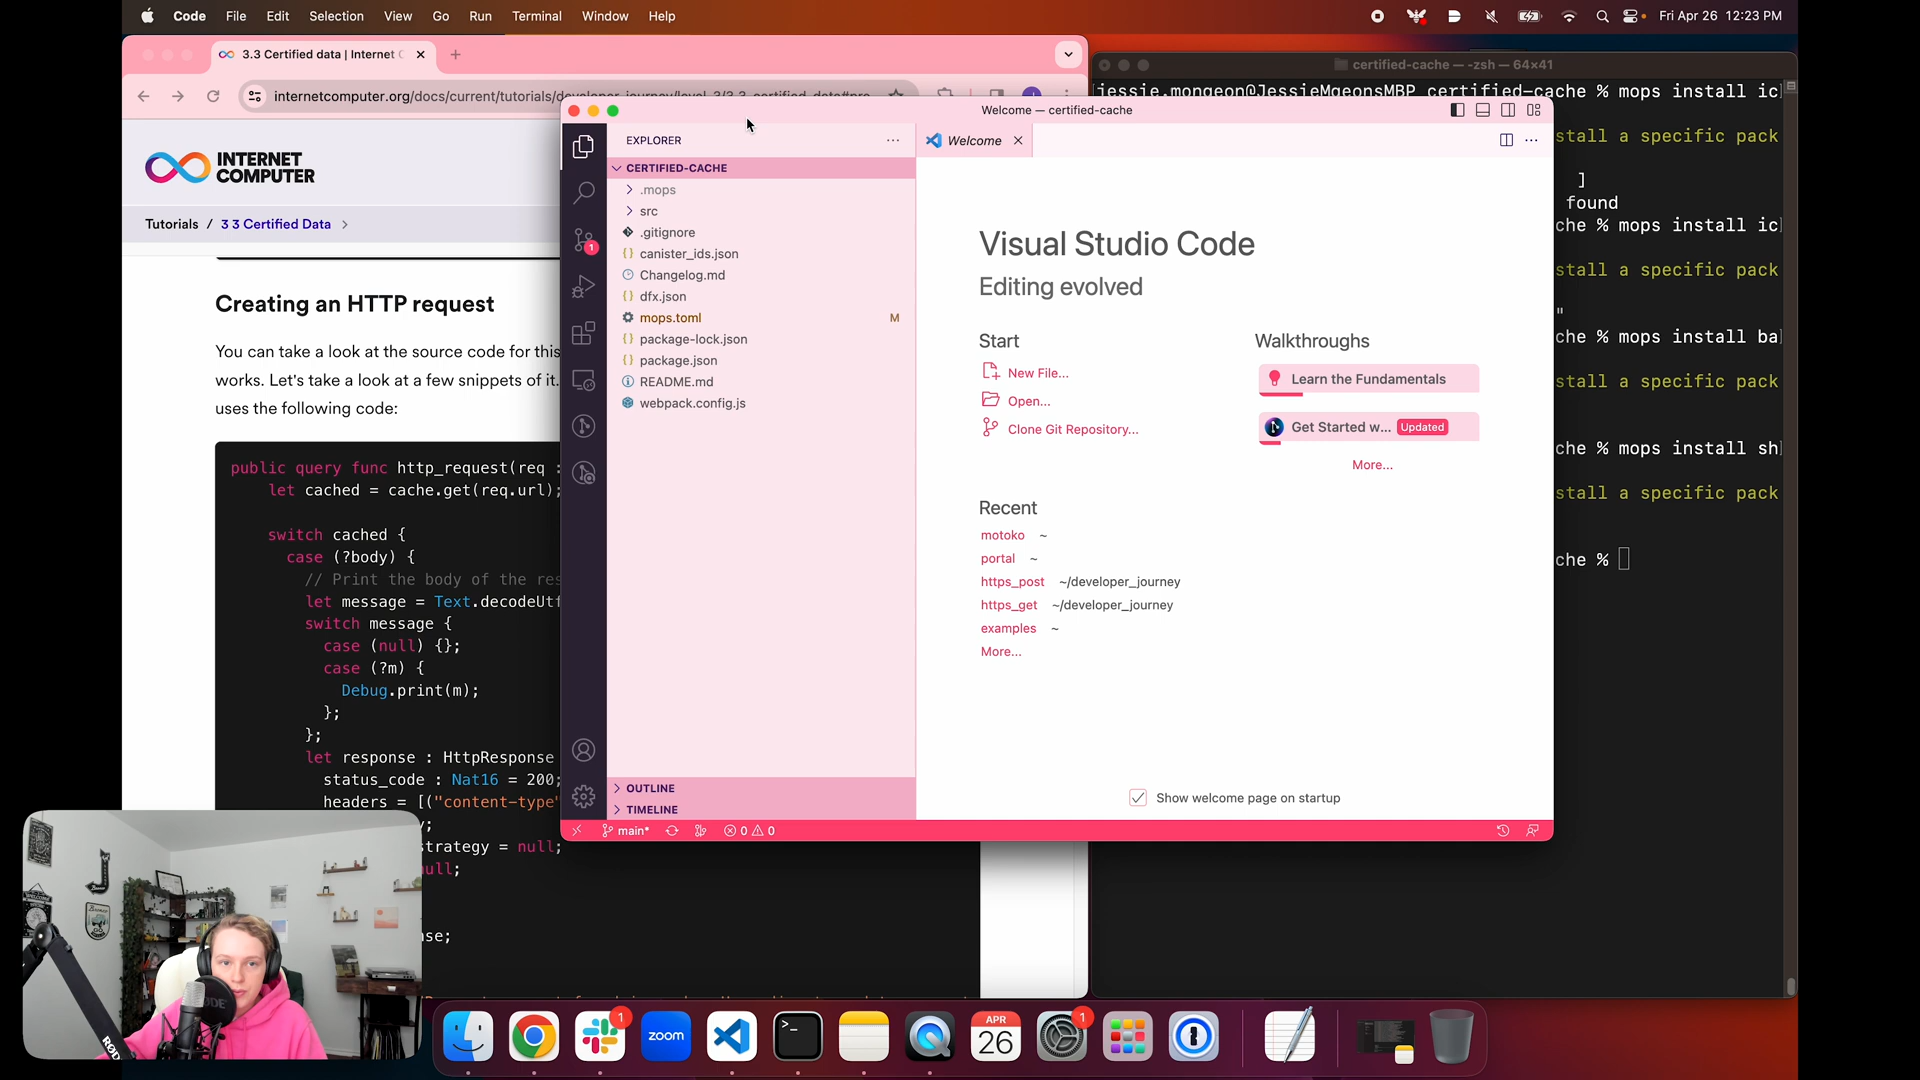 Code File Edit Selection View Go Run Terminal Window Help
Fri Apr 26 12:23 PM
3.3 Certified data | Internet C
internetcomputer.org/docs/current/tutorials/developer_journey/level_3/3.3_certified_data#pro
INTERNET
COMPUTER
Tutorials / 3 3 Certified Data >
Creating an HTTP request
You can take a look at the source code for this
works. Let's take a look at a few snippets of it.
uses the following code:
public query func http_request(req :
let cached = cache.get(req.url);
switch cached {
case (?body) {
// Print the body of the res
let message = Text.decodeUtf
switch message {
case (null) {};
case (?m) {
Debug.print(m);
};
};
let response : HttpResponse
status_code : Nat16 = 200;
headers = [("content-type"
y;
strategy = null;
null;
nse;
Welcome — certified-cache
EXPLORER
Welcome
CERTIFIED-CACHE
.mops
src
.gitignore
canister_ids.json
Changelog.md
dfx.json
mops.toml M
package-lock.json
package.json
README.md
webpack.config.js
OUTLINE
TIMELINE
1
Visual Studio Code
Editing evolved
Start
New File...
Open...
Clone Git Repository...
Walkthroughs
Learn the Fundamentals
Get Started w... Updated
More...
Recent
motoko ~
portal ~
https_post ~/developer_journey
https_get ~/developer_journey
examples ~
More...
Show welcome page on startup
main* 0 0
certified-cache — -zsh — 64×41
jessie.mongeon@JessieMgeonsMBP certified-cache % mops install ic
stall a specific pack
]
found
che % mops install ic
stall a specific pack
"
che % mops install ba
stall a specific pack
che % mops install sh
stall a specific pack
che %
RØDE
RØD
1
zoom
APR
26
1